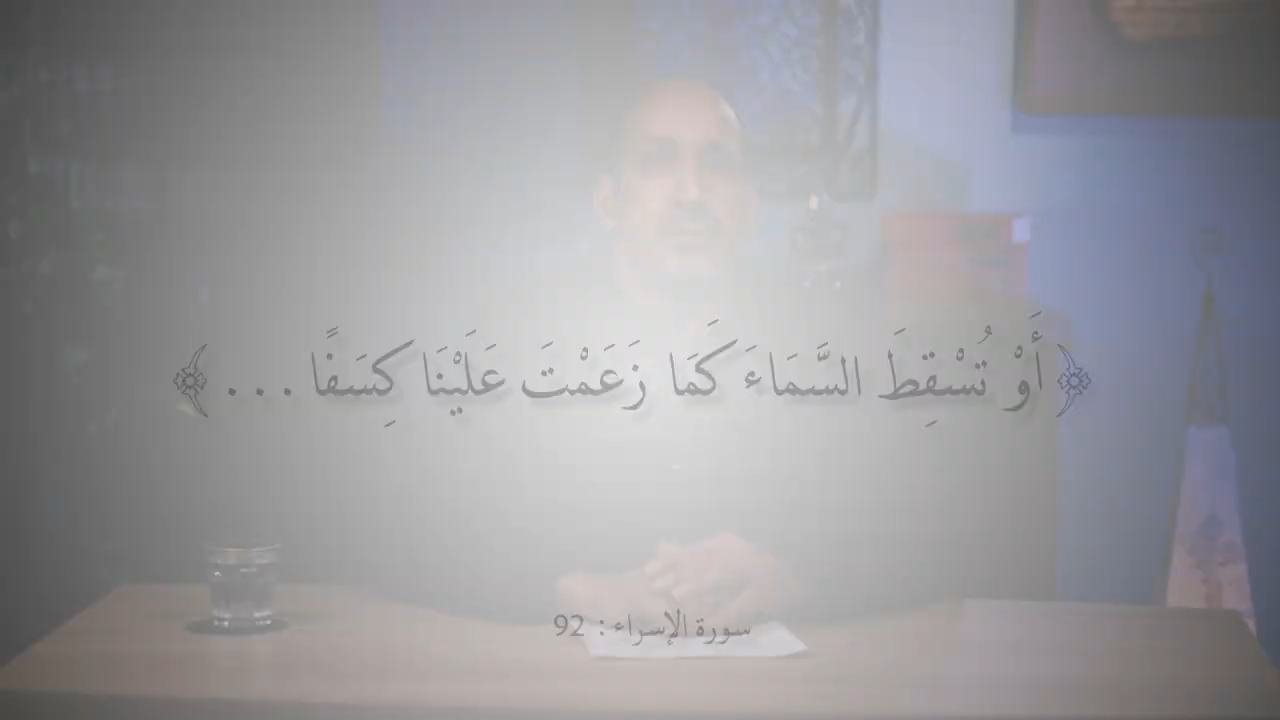 ﴿أَوْ تُسْقِطَ السَّمَاءَ كَمَا زَعَمْتَ عَلَيْنَا كِسَفًا ...﴾
سورة الإسراء : 92